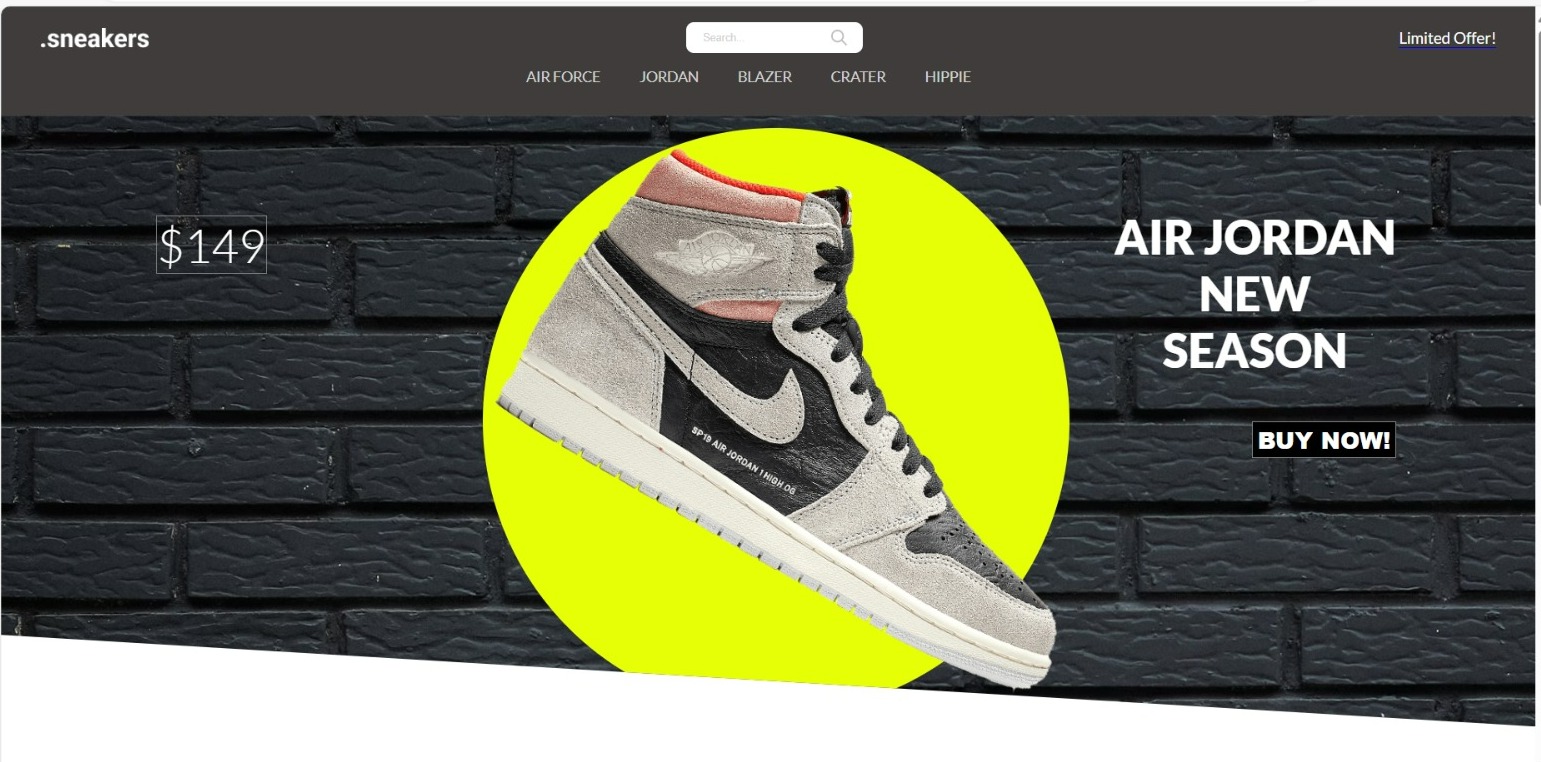 .sneakers
Search...
Limited Offer!
AIR FORCE
JORDAN
BLAZER
CRATER
HIPPIE
$149
AIR JORDAN
NEW
SEASON
BUY NOW!
SP19 AIR JORDAN 1 HIGH OG